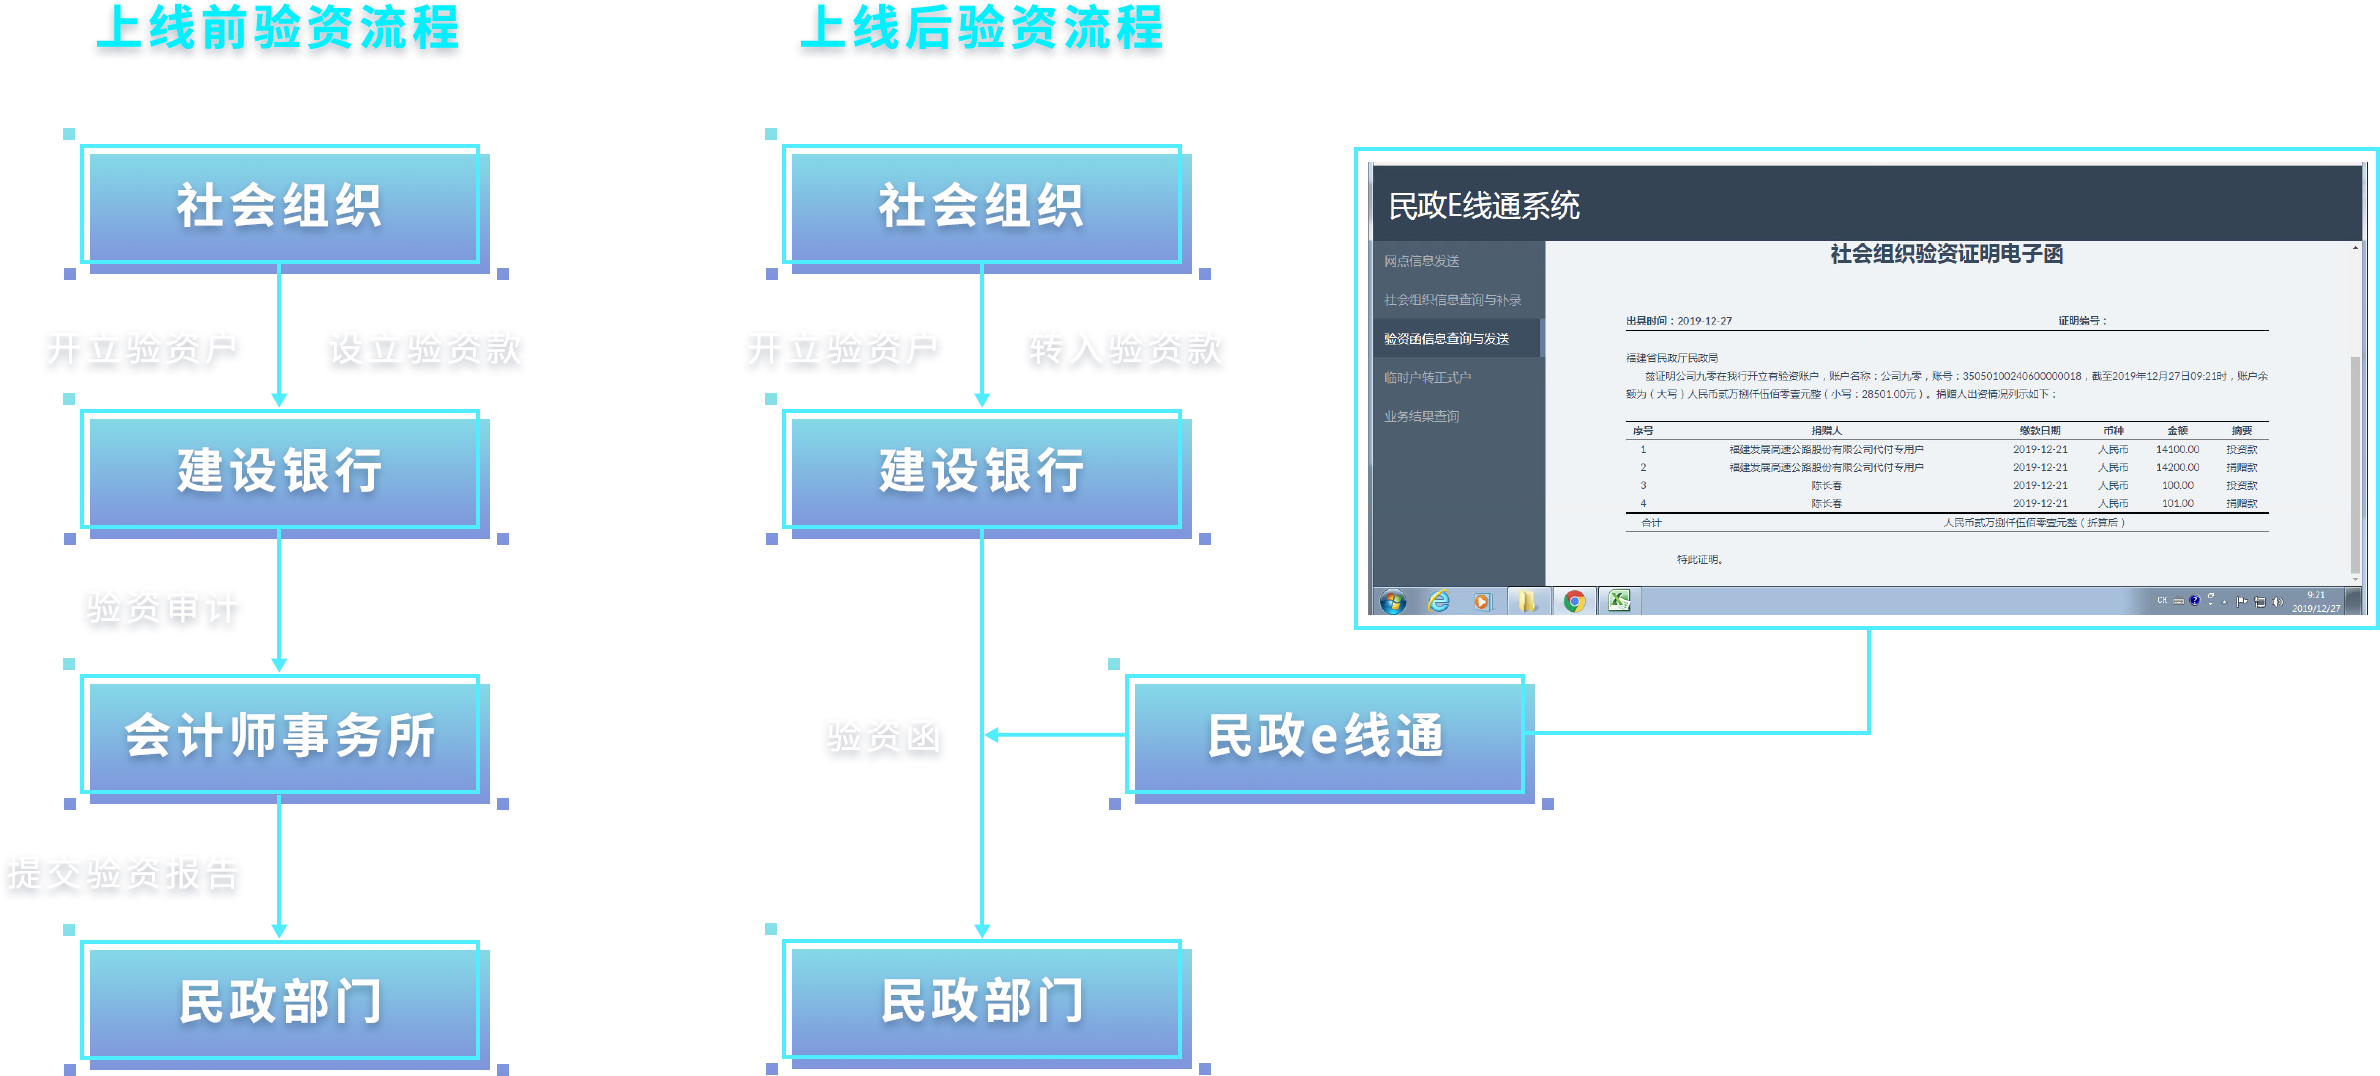 上线前验资流程
社会组织
开立验资户 设立验资款
建设银行
验资审计
会计师事务所
提交验资报告
民政部门
上线后验资流程
社会组织
开立验资户 转入验资款
建设银行
验资函
民政e线通
民政部门
民政E线通系统
网点信息发送
社会组织信息查询与补录
验资函信息查询与发送
临时户转正式户
业务结果查询
社会组织验资证明电子函
出具时间：2019-12-27 证明编号：
福建省民政厅民政局
兹证明公司九零在我行开立有验资账户，账户名称：公司九零，账号：35050100240600000018，截至2019年12月27日09:21时，账户余
额为（大写）人民币贰万捌仟伍佰零壹元整（小写：28501.00元）。捐赠人出资情况列示如下：
序号 捐赠人 缴款日期 币种 金额 摘要
1 福建发展高速公路股份有限公司代付专用户 2019-12-21 人民币 14100.00 投资款
2 福建发展高速公路股份有限公司代付专用户 2019-12-21 人民币 14200.00 捐赠款
3 陈长春 2019-12-21 人民币 100.00 投资款
4 陈长春 2019-12-21 人民币 101.00 捐赠款
合计 人民币贰万捌仟伍佰零壹元整（折算后）
特此证明。
CH
9:21
2019/12/27